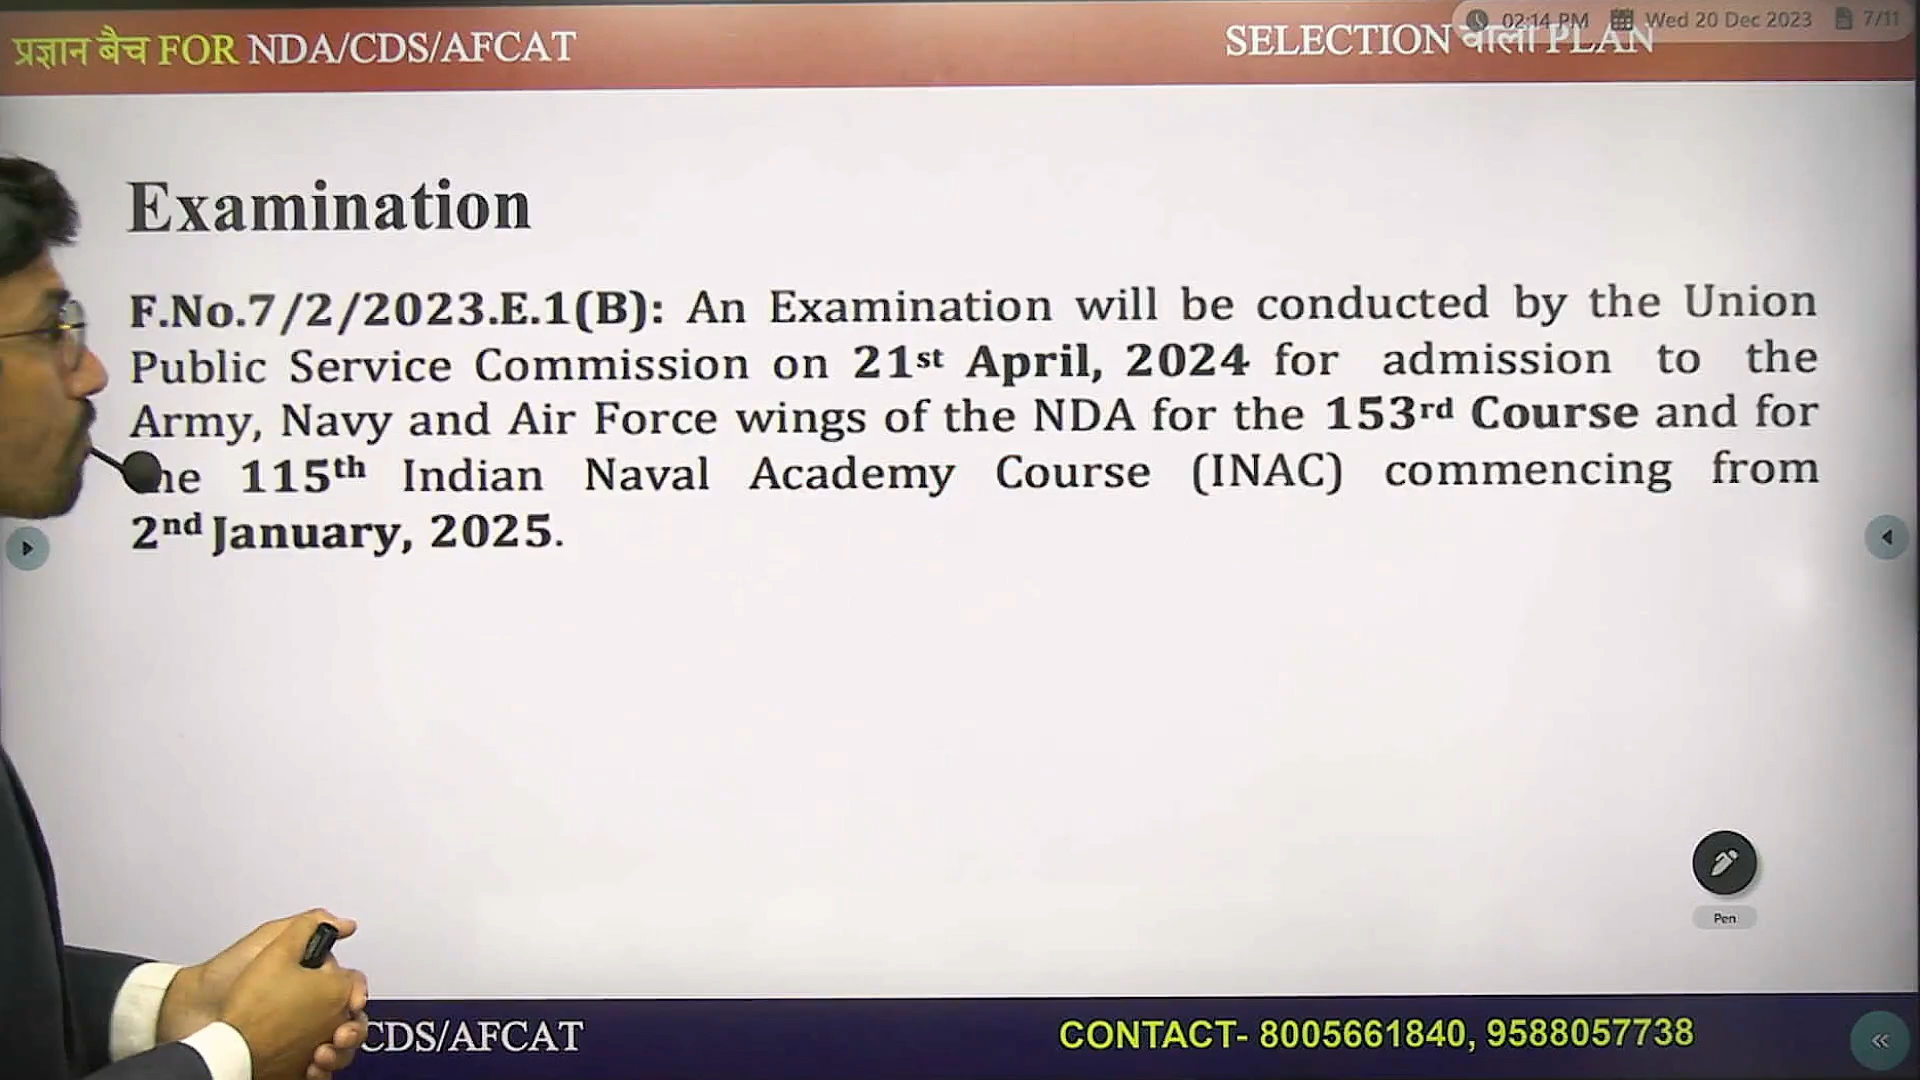 प्रज्ञान बैच FOR NDA/CDS/AFCAT
SELECTION वाला PLAN
02:14 PM Wed 20 Dec 2023 7/11
Examination
F.No.7/2/2023.E.1(B): An Examination will be conducted by the Union
Public Service Commission on 21st April, 2024 for admission to the
Army, Navy and Air Force wings of the NDA for the 153rd Course and for
he 115th Indian Naval Academy Course (INAC) commencing from
2nd January, 2025.
Pen
CDS/AFCAT
CONTACT- 8005661840, 9588057738